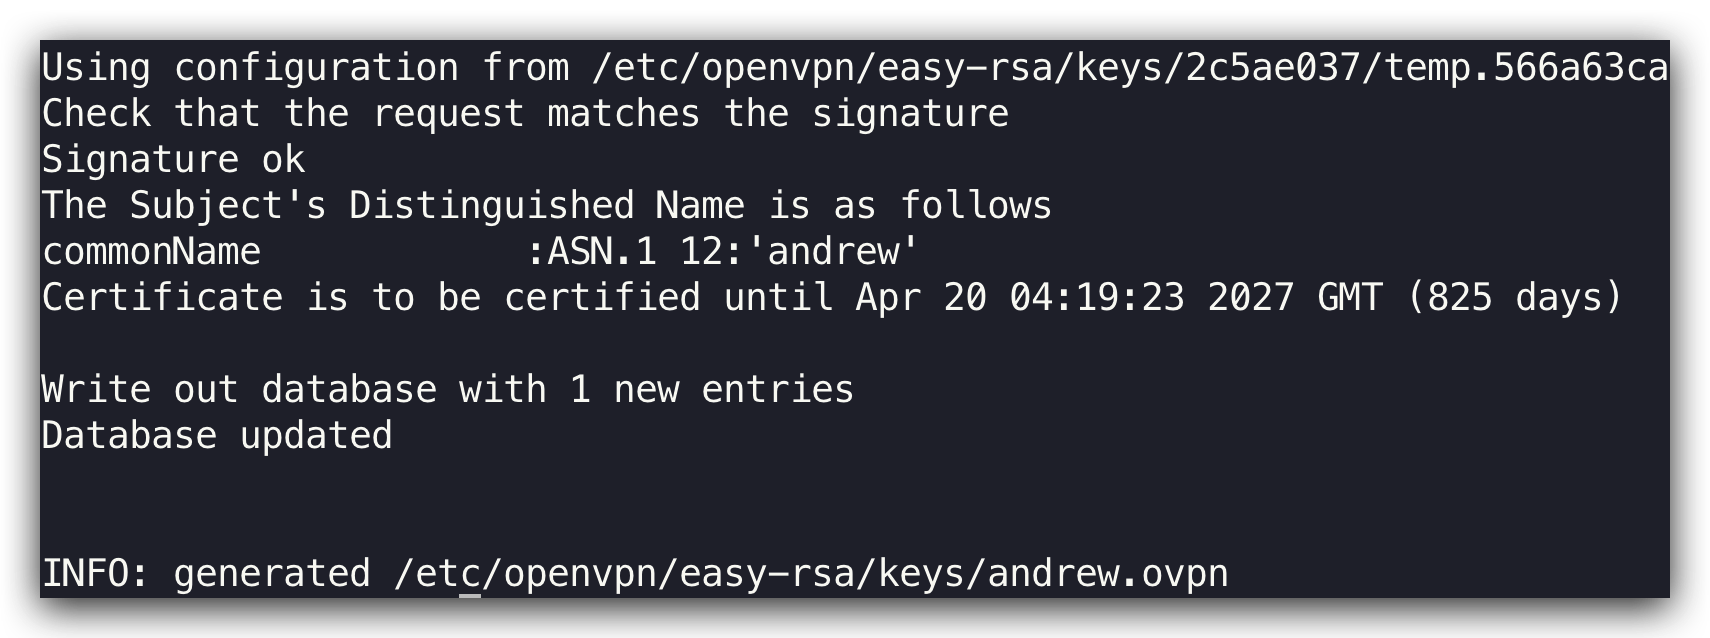 Using configuration from /etc/openvpn/easy-rsa/keys/2c5ae037/temp.566a63ca
Check that the request matches the signature
Signature ok
The Subject's Distinguished Name is as follows
commonName            :ASN.1 12:'andrew'
Certificate is to be certified until Apr 20 04:19:23 2027 GMT (825 days)
Write out database with 1 new entries
Database updated
INFO: generated /etc/openvpn/easy-rsa/keys/andrew.ovpn